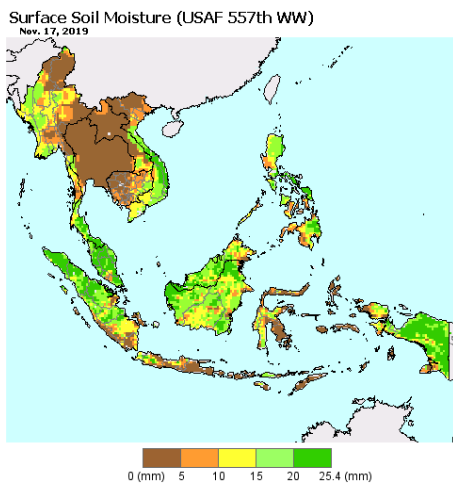 Surface Soil Moisture (USAF 557th WW)
Nov. 17, 2019
0 (mm) 5 10 15 20 25.4 (mm)